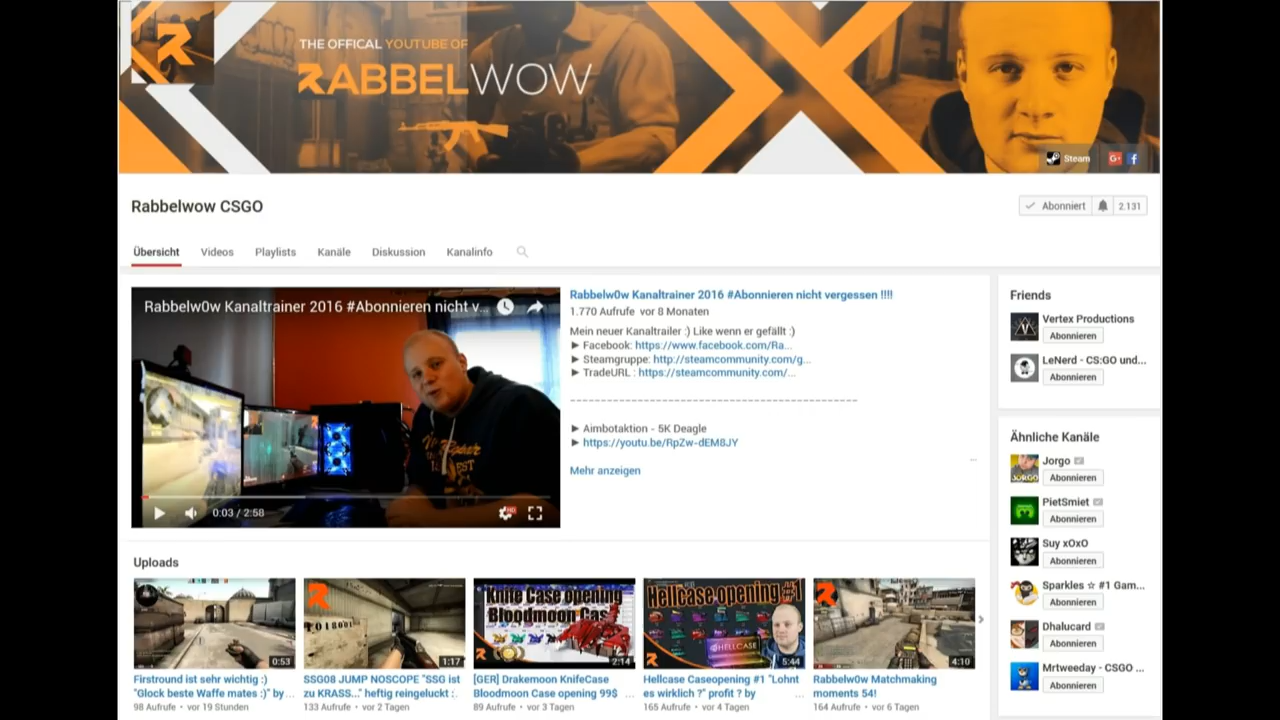 THE OFFICAL YOUTUBE OF
RABBELWOW
Steam
Rabbelwow CSGO
Abonniert 2.131
Übersicht Videos Playlists Kanäle Diskussion Kanalinfo
Rabbelw0w Kanaltrainer 2016 #Abonnieren nicht v...
0:03 / 2:58
Rabbelw0w Kanaltrainer 2016 #Abonnieren nicht vergessen !!!!
1.770 Aufrufe vor 8 Monaten
Mein neuer Kanaltrailer :) Like wenn er gefällt :)
► Facebook: https://www.facebook.com/Ra...
► Steamgruppe: http://steamcommunity.com/g...
► TradeURL : https://steamcommunity.com/...
► Aimbotaktion - 5K Deagle
► https://youtu.be/RpZw-dEM8JY
Mehr anzeigen
Friends
Vertex Productions
Abonnieren
LeNerd - CS:GO und...
Abonnieren
Ähnliche Kanäle
Jorgo
Abonnieren
PietSmiet
Abonnieren
Suy xOxO
Abonnieren
Sparkles ☆ #1 Gam...
Abonnieren
Dhalucard
Abonnieren
Mrtweeday - CSGO ...
Abonnieren
Uploads
0:53
Firstround ist sehr wichtig :)
"Glock beste Waffe mates :)" by...
98 Aufrufe • vor 19 Stunden
1:17
SSG08 JUMP NOSCOPE "SSG ist
zu KRASS..." heftig reingeluckt :.
133 Aufrufe • vor 2 Tagen
Knife Case opening
Bloodmoon Case
2:14
[GER] Drakemoon KnifeCase
Bloodmoon Case opening 99$ ...
89 Aufrufe • vor 3 Tagen
Hellcase opening #1
HELLCASE
5:44
Hellcase Caseopening #1 "Lohnt
es wirklich ?" profit ? by ...
165 Aufrufe • vor 4 Tagen
4:10
Rabbelw0w Matchmaking
moments 54!
164 Aufrufe • vor 6 Tagen